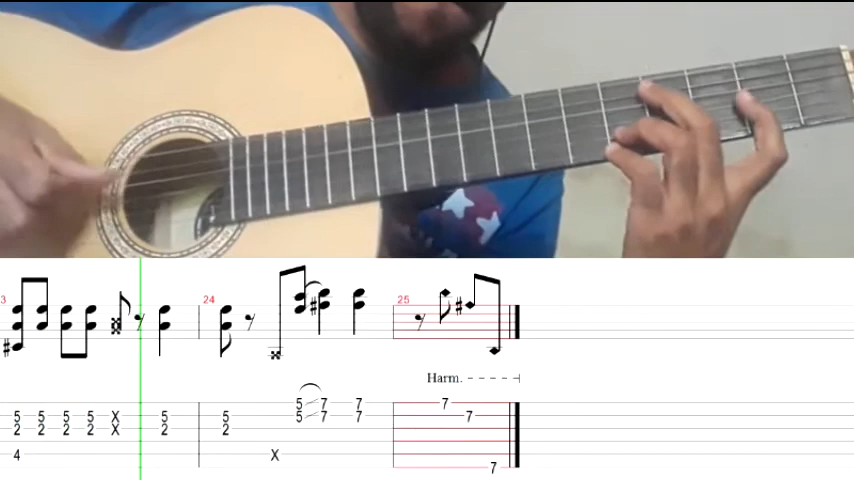 3 24 25
Harm.
5 7 7 7
5 5 5 5 X 5 5 5 7 7 7
2 2 2 2 X 2 2
4 X
7